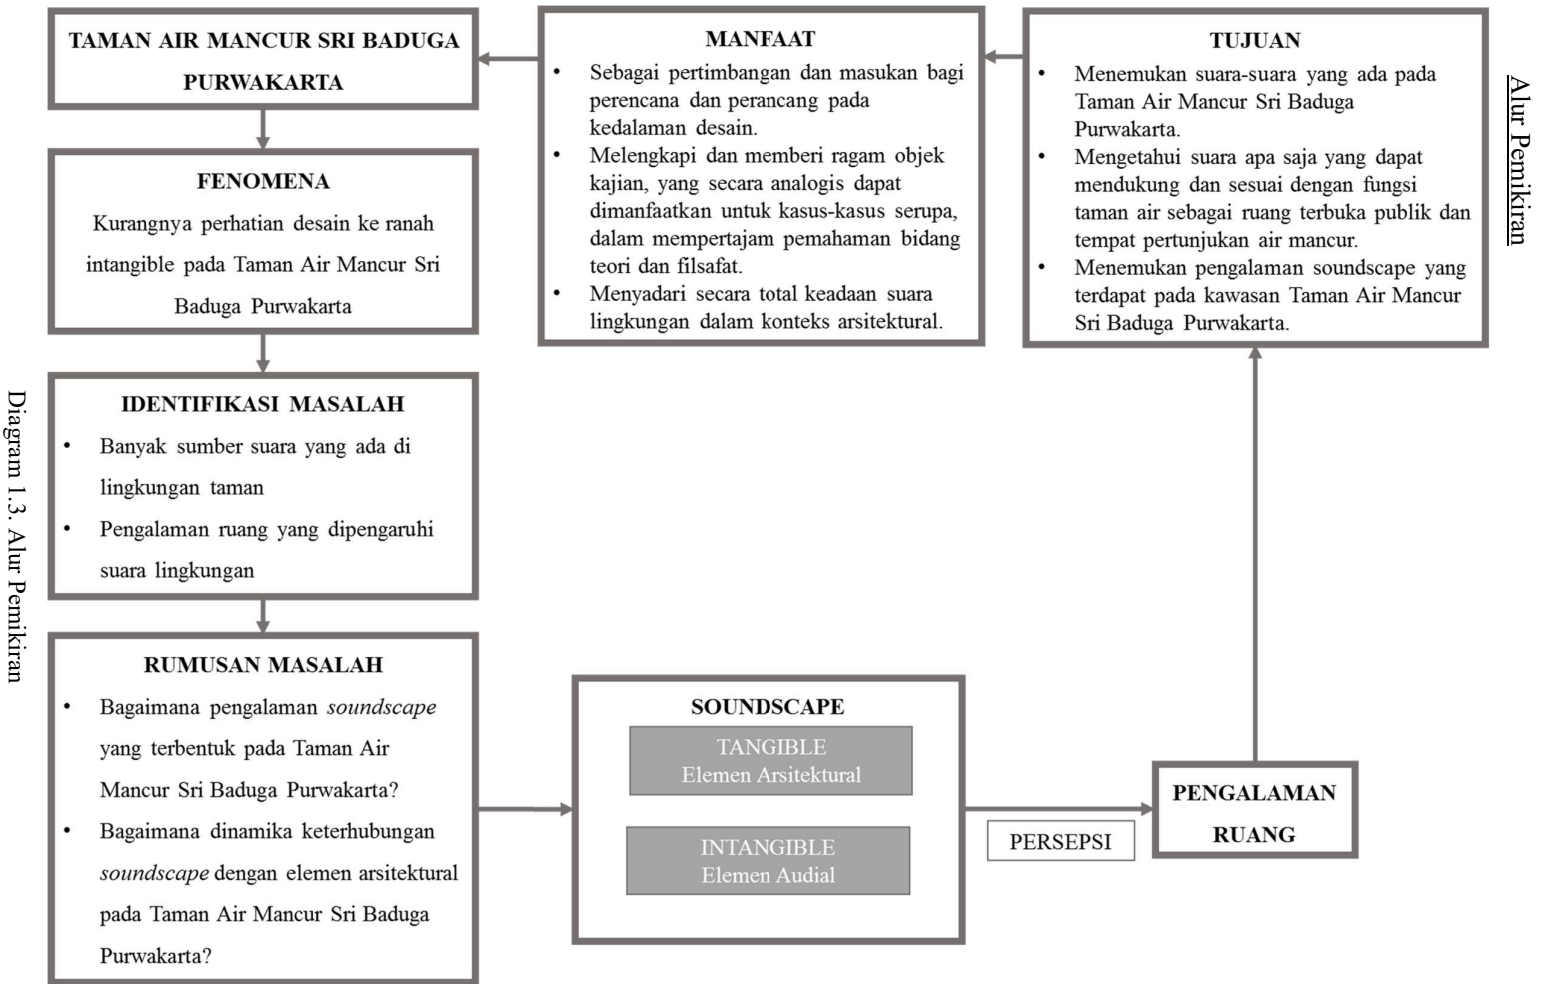 Alur Pemikiran
TAMAN AIR MANCUR SRI BADUGA
PURWAKARTA
FENOMENA
Kurangnya perhatian desain ke ranah
intangible pada Taman Air Mancur Sri
Baduga Purwakarta
IDENTIFIKASI MASALAH
• Banyak sumber suara yang ada di
lingkungan taman
• Pengalaman ruang yang dipengaruhi
suara lingkungan
RUMUSAN MASALAH
• Bagaimana pengalaman soundscape
yang terbentuk pada Taman Air
Mancur Sri Baduga Purwakarta?
• Bagaimana dinamika keterhubungan
soundscape dengan elemen arsitektural
pada Taman Air Mancur Sri Baduga
Purwakarta?
SOUNDSCAPE
TANGIBLE
Elemen Arsitektural
INTANGIBLE
Elemen Audial
PERSEPSI
PENGALAMAN
RUANG
TUJUAN
• Menemukan suara-suara yang ada pada
Taman Air Mancur Sri Baduga
Purwakarta.
• Mengetahui suara apa saja yang dapat
mendukung dan sesuai dengan fungsi
taman air sebagai ruang terbuka publik dan
tempat pertunjukan air mancur.
• Menemukan pengalaman soundscape yang
terdapat pada kawasan Taman Air Mancur
Sri Baduga Purwakarta.
MANFAAT
• Sebagai pertimbangan dan masukan bagi
perencana dan perancang pada
kedalaman desain.
• Melengkapi dan memberi ragam objek
kajian, yang secara analogis dapat
dimanfaatkan untuk kasus-kasus serupa,
dalam mempertajam pemahaman bidang
teori dan filsafat.
• Menyadari secara total keadaan suara
lingkungan dalam konteks arsitektural.
Diagram 1.3. Alur Pemikiran